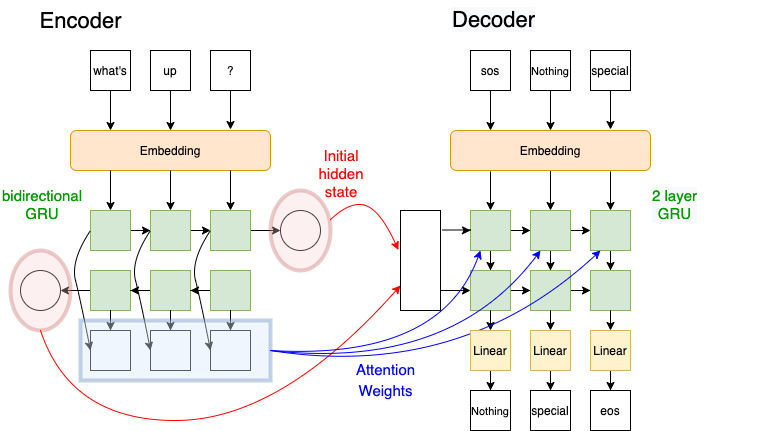 Encoder
Decoder
what's
up
?
sos
Nothing
special
Embedding
Embedding
Initial
hidden
state
bidirectional
GRU
2 layer
GRU
Linear
Linear
Linear
Attention
Weights
Nothing
special
eos